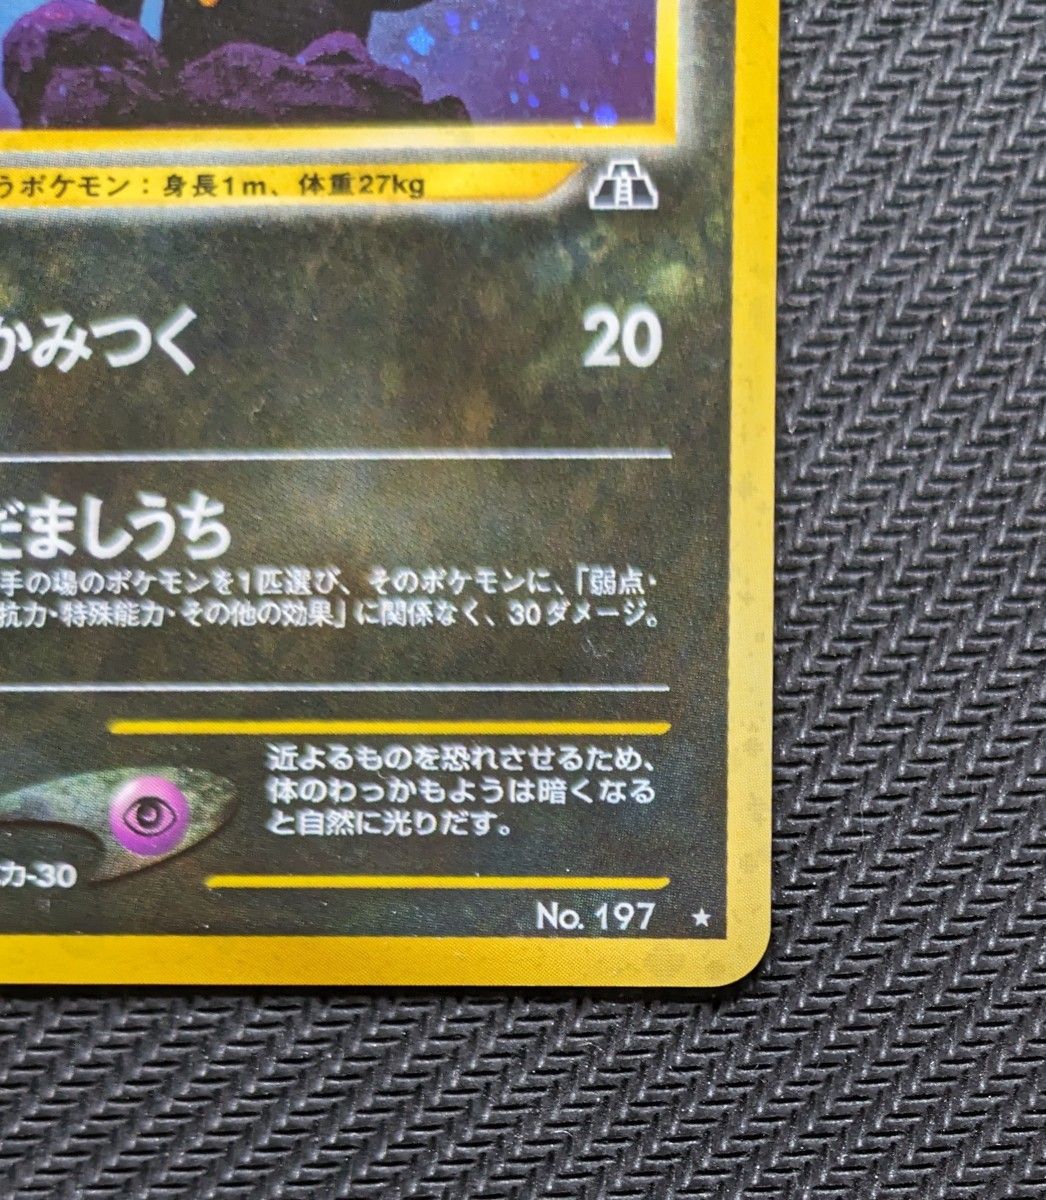 うポケモン：身長1m、体重27kg
かみつく 20
だましうち
手の場のポケモンを1匹選び、そのポケモンに、「弱点・
抗力・特殊能力・その他の効果」に関係なく、30ダメージ。
近よるものを恐れさせるため、
体のわっかもようは暗くなる
と自然に光りだす。
力-30
No. 197 ★